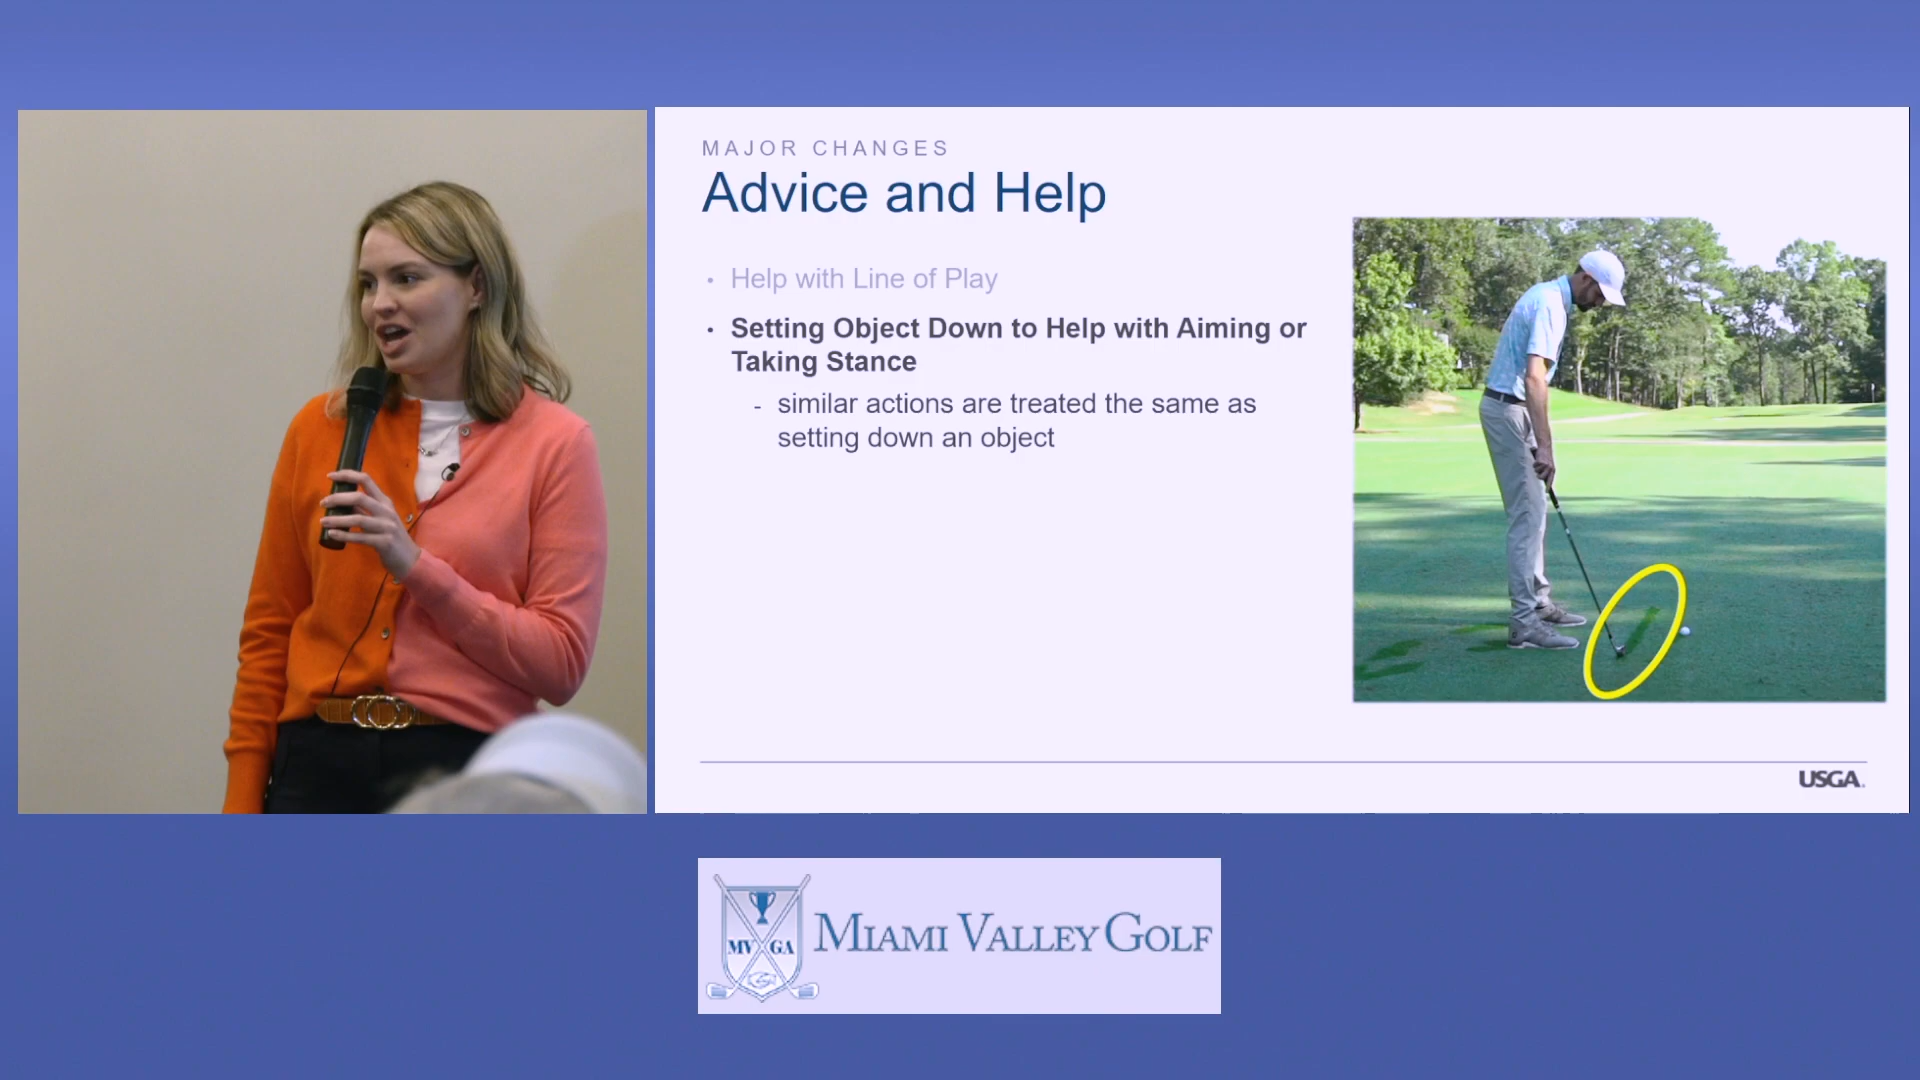 MAJOR CHANGES
Advice and Help
• Help with Line of Play
• Setting Object Down to Help with Aiming or
Taking Stance
- similar actions are treated the same as
setting down an object
USGA.
MV GA
MIAMI VALLEY GOLF